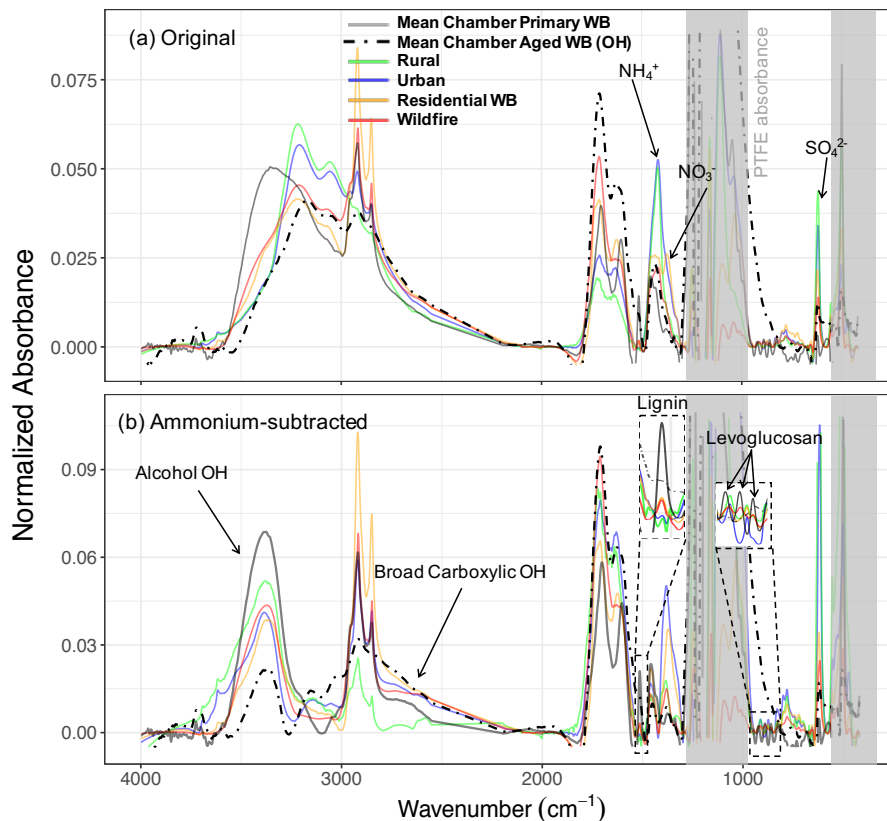 (a) Original
Mean Chamber Primary WB
Mean Chamber Aged WB (OH)
Rural
Urban
Residential WB
Wildfire
NH₄⁺
NO₃⁻
PTFE absorbance
SO₄²⁻
0.075
0.050
0.025
0.000
Normalized Absorbance
(b) Ammonium-subtracted
Lignin
Levoglucosan
Alcohol OH
Broad Carboxylic OH
0.09
0.06
0.03
0.00
4000 3000 2000 1000
Wavenumber (cm⁻¹)